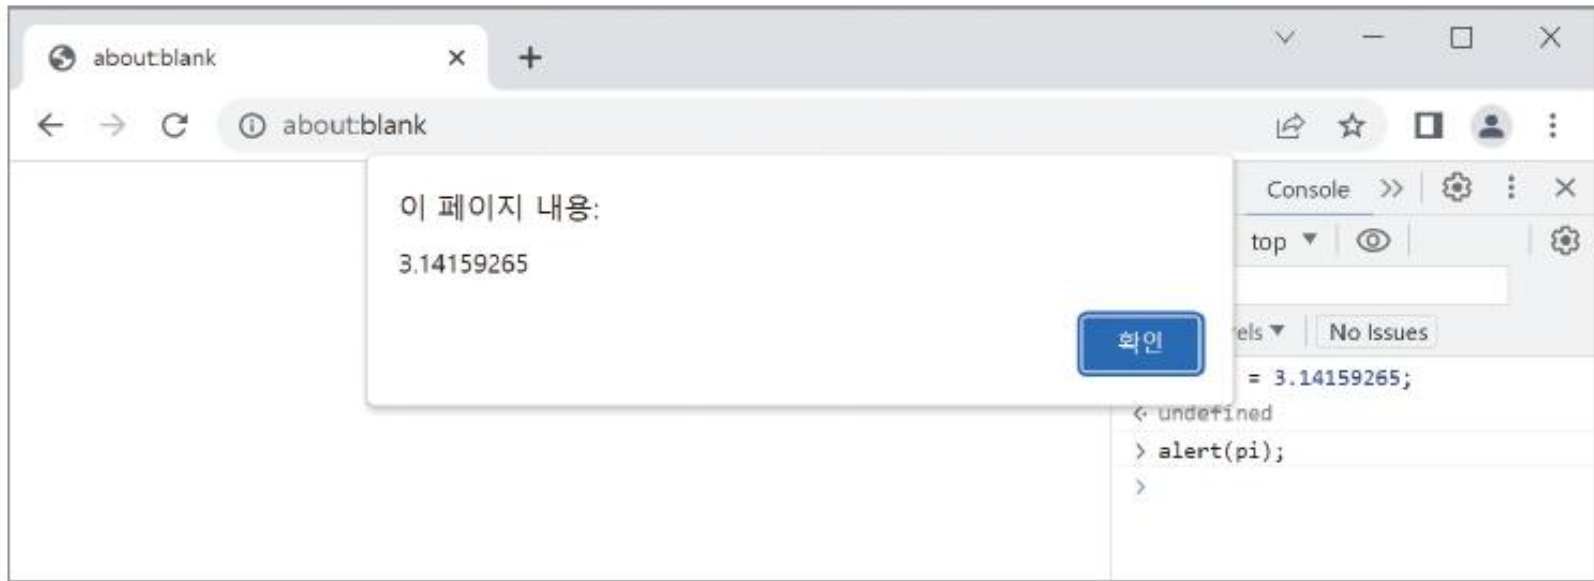 about:blank
about:blank
이 페이지 내용:
3.14159265
확인
Console
top
No Issues
= 3.14159265;
undefined
> alert(pi);
>